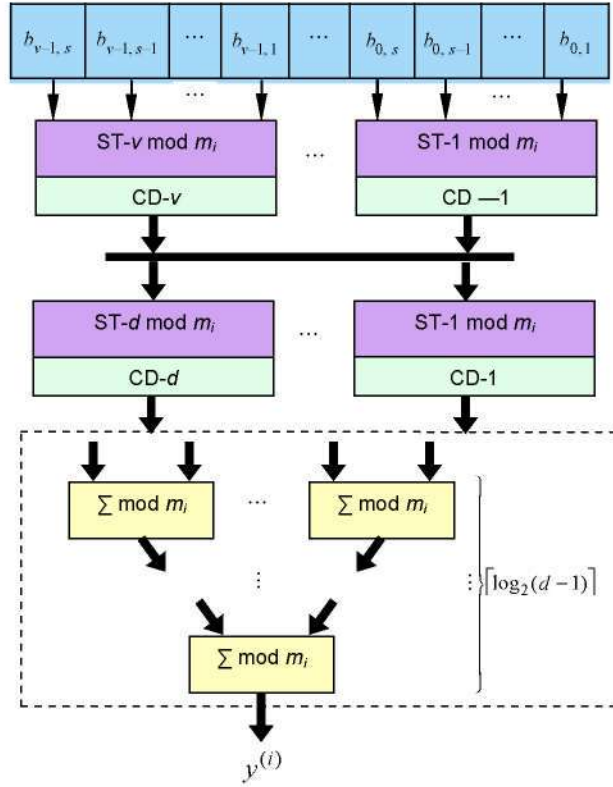 b_{v–1, s} b_{v–1, s–1} ... b_{v–1, 1} ... b_{0, s} b_{0, s–1} ... b_{0, 1}
... ... ...
ST-v mod m_i ... ST-1 mod m_i
CD-v CD —1
ST-d mod m_i ... ST-1 mod m_i
CD-d CD-1
∑ mod m_i ... ∑ mod m_i
⋮ ⋮ ⌈log₂(d – 1)⌉
∑ mod m_i
y^{(i)}